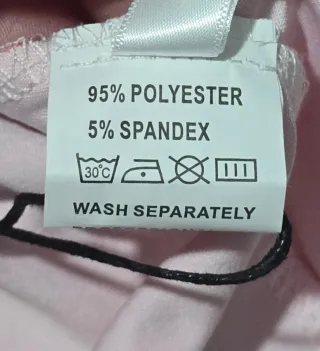 95% POLYESTER
5% SPANDEX
30°C
WASH SEPARATELY